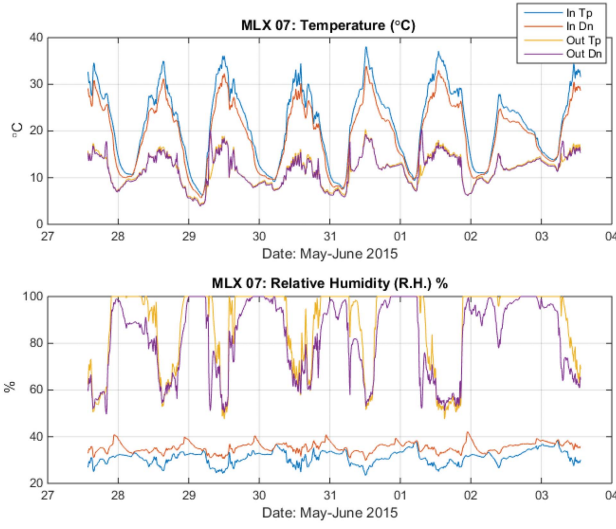 MLX 07: Temperature (°C)
In Tp
In Dn
Out Tp
Out Dn
40
30
20
10
0
°C
27 28 29 30 31 01 02 03 04
Date: May-June 2015
MLX 07: Relative Humidity (R.H.) %
100
80
60
40
20
%
27 28 29 30 31 01 02 03 04
Date: May-June 2015